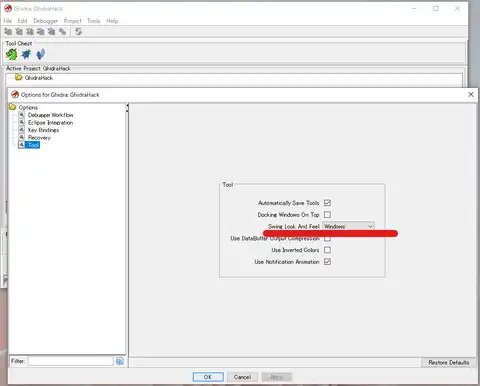 Ghidra: GhidraHack
File Edit Debugger Project Tools Help
Tool Chest
Active Project: GhidraHack
GhidraHack
Options for Ghidra: GhidraHack
Options
Debugger Workflow
Eclipse Integration
Key Bindings
Recovery
Tool
Tool
Automatically Save Tools
Docking Windows On Top
Swing Look And Feel Windows
Use DataBuffer Output Compression
Use Inverted Colors
Use Notification Animation
Filter:
Restore Defaults
OK Cancel Apply